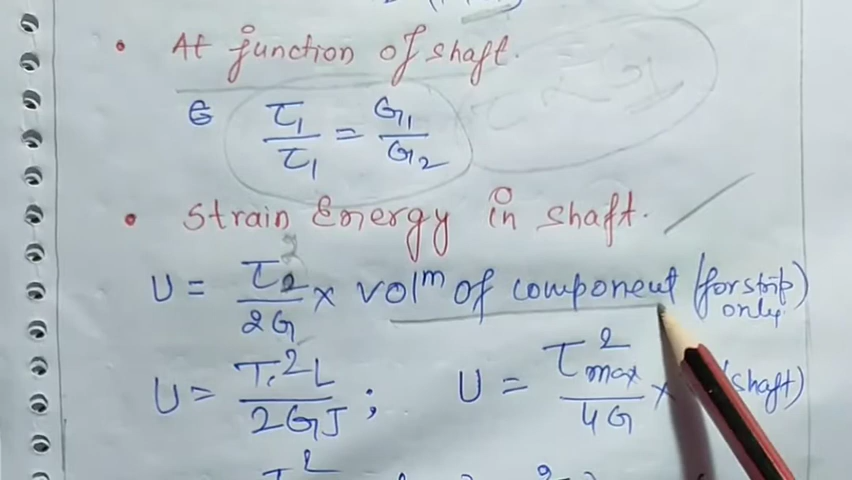 • At junction of shaft.
G τ₁/τ₁ = G₁/G₂
• Strain Energy in shaft.
U = τ²/2G × volᵐ of component (for strip only)
U = T²L/2GJ ; U = τ²max/4G × (shaft)